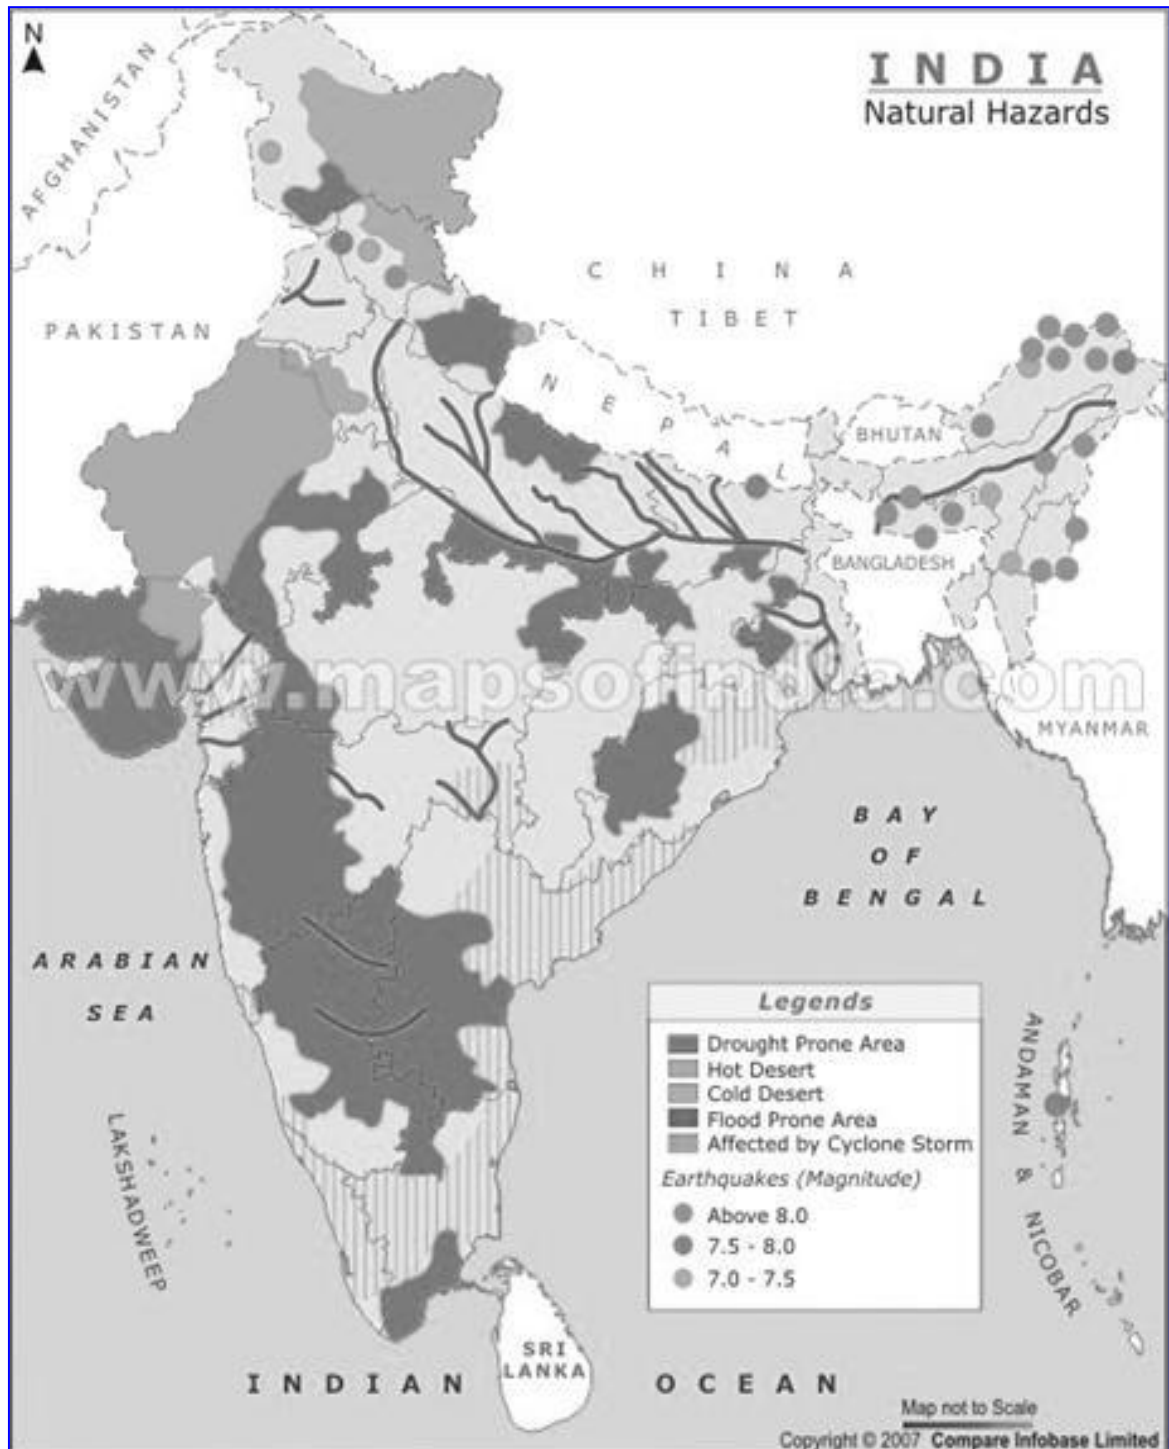 N
INDIA
Natural Hazards
AFGHANISTAN
CHINA
TIBET
PAKISTAN
NEPAL
BHUTAN
BANGLADESH
www.mapsofindia.com
MYANMAR
BAY
OF
BENGAL
ARABIAN
SEA
Legends
Drought Prone Area
Hot Desert
Cold Desert
Flood Prone Area
Affected by Cyclone Storm
Earthquakes (Magnitude)
Above 8.0
7.5 - 8.0
7.0 - 7.5
ANDAMAN & NICOBAR
LAKSHADWEEP
SRI
LANKA
INDIAN OCEAN
Map not to Scale
Copyright © 2007 Compare Infobase Limited